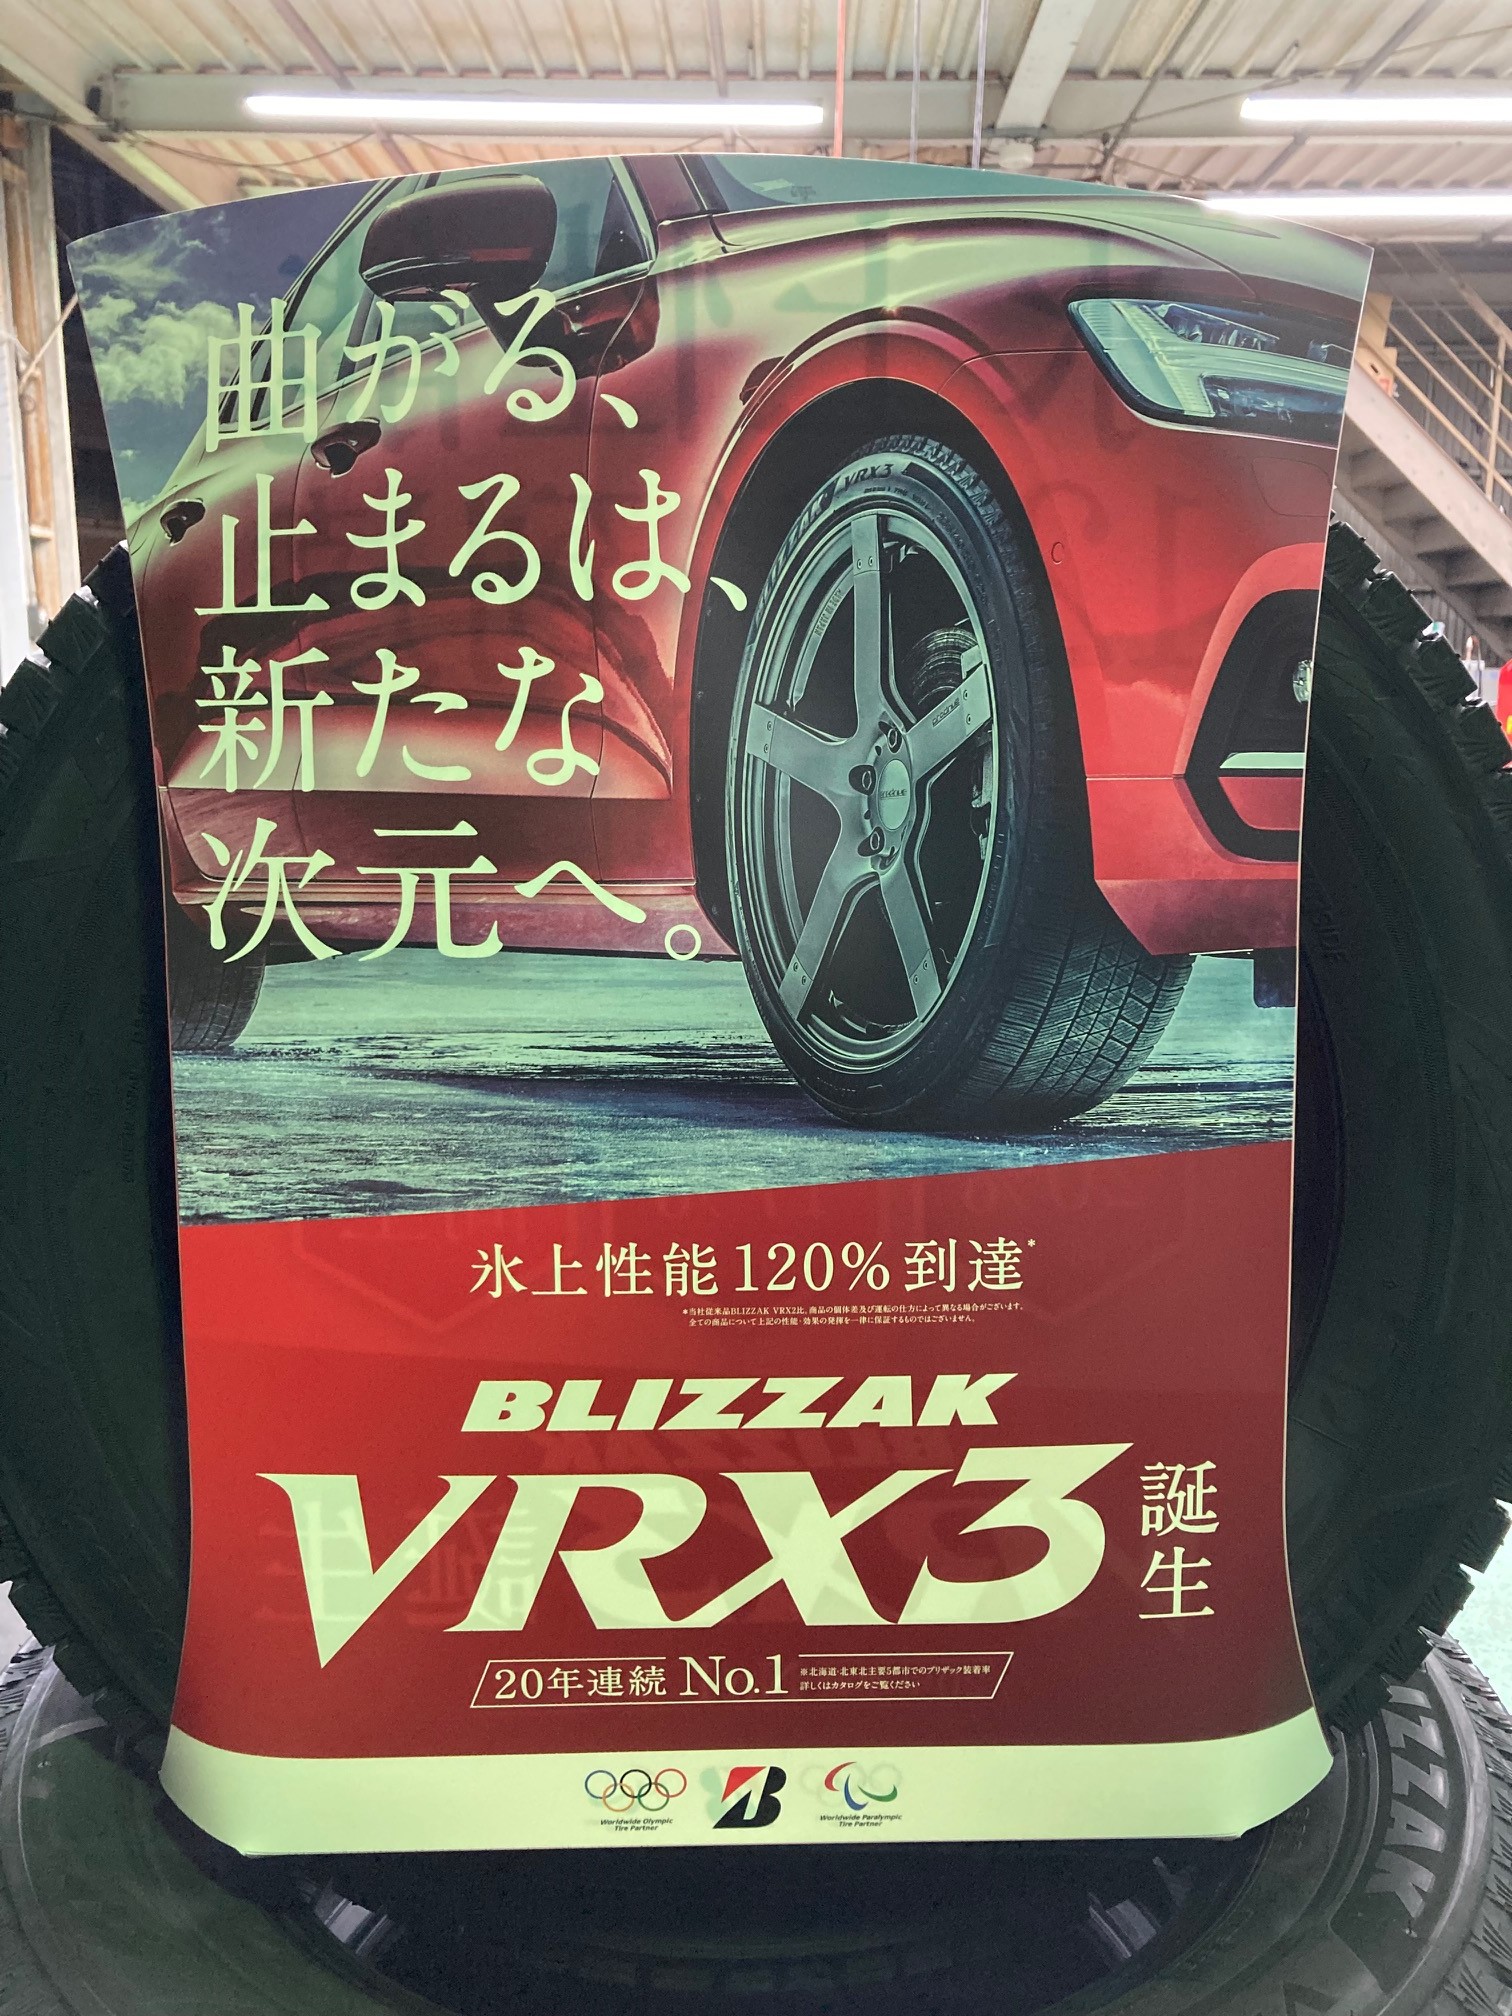 曲がる、
止まるは、
新たな
次元へ。
BLIZZAK VRX3
氷上性能120%到達*
*当社従来品BLIZZAK VRX2比。商品の個体差及び運転の仕方によって異なる場合がございます。
全ての商品について上記の性能・効果の発揮を一律に保証するものではございません。
BLIZZAK
VRX3 誕生
20年連続 No.1
※北海道・北東北主要5都市でのブリザック装着率
詳しくはカタログをご覧ください
Worldwide Olympic
Tire Partner
B
Worldwide Paralympic
Tire Partner